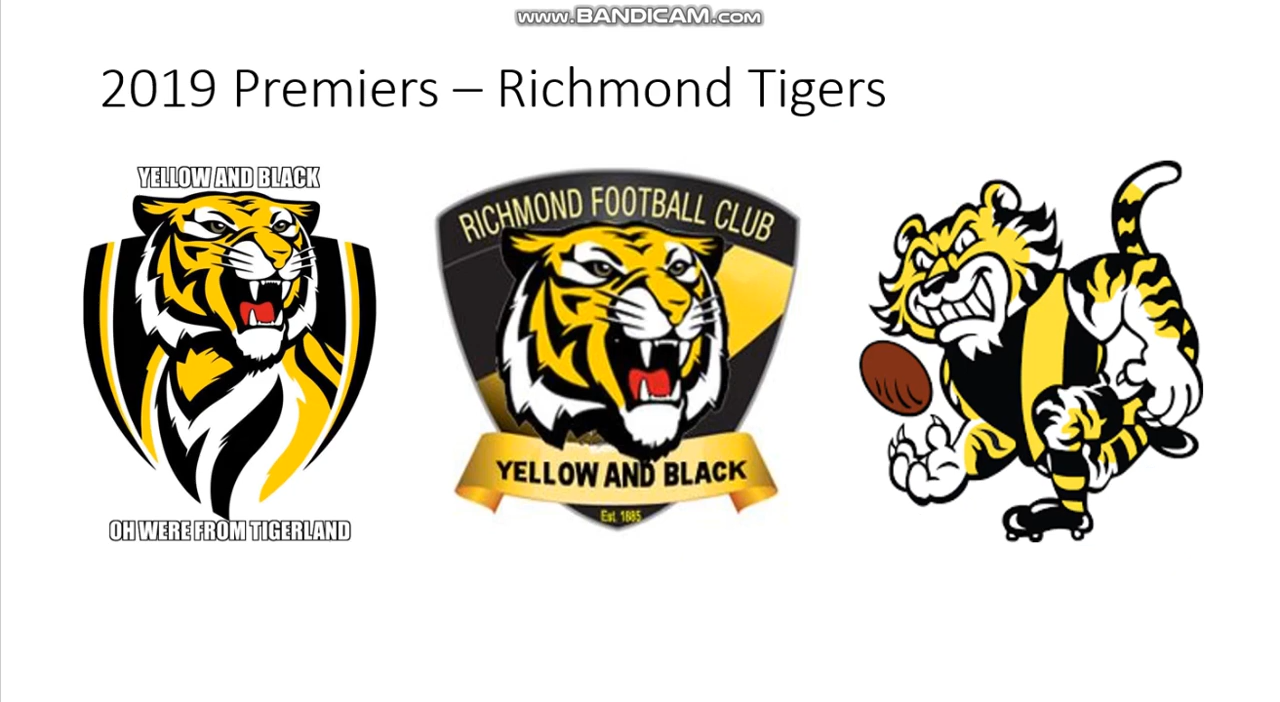 www.BANDICAM.com
2019 Premiers – Richmond Tigers
YELLOW AND BLACK
OH WERE FROM TIGERLAND
RICHMOND FOOTBALL CLUB
YELLOW AND BLACK
Est. 1885